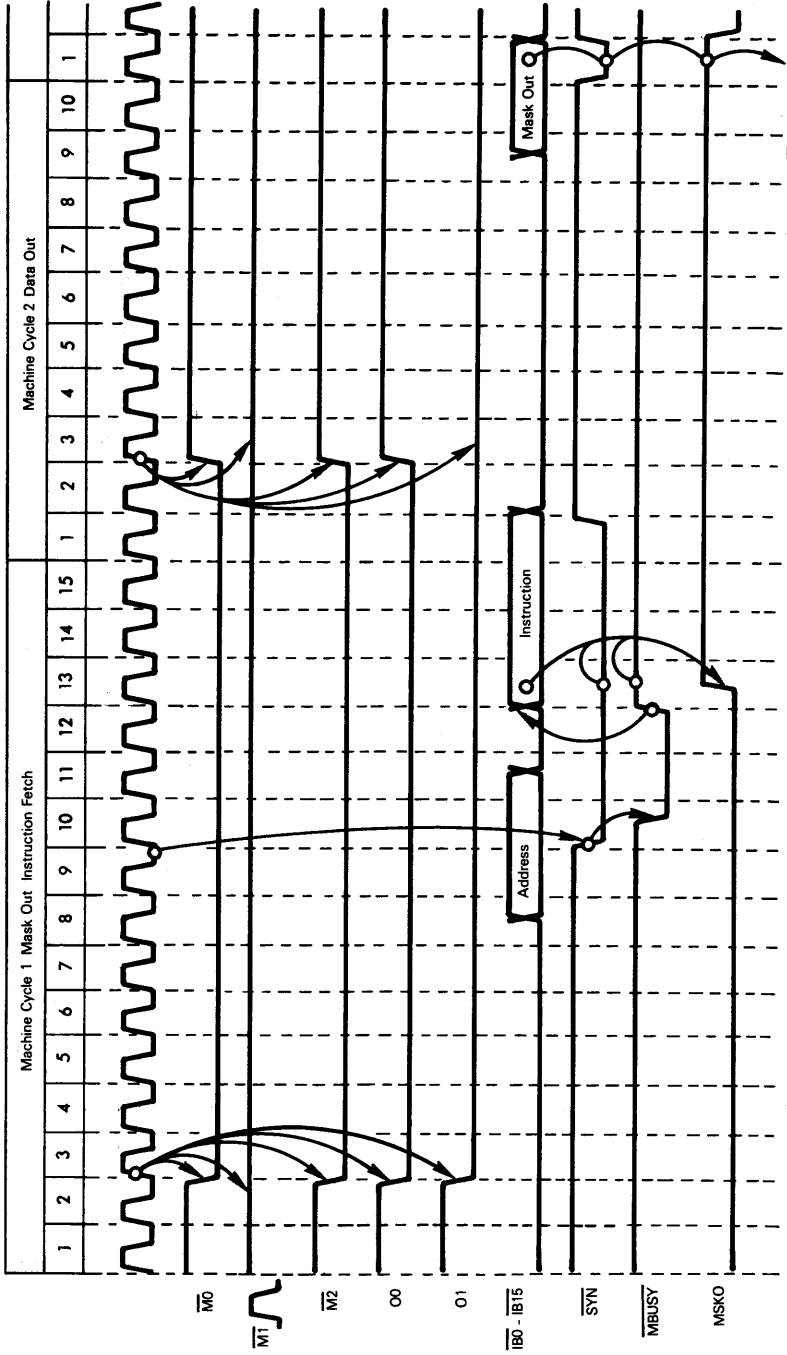 Machine Cycle 1 Mask Out Instruction Fetch
Machine Cycle 2 Data Out
1 2 3 4 5 6 7 8 9 10 11 12 13 14 15 1 2 3 4 5 6 7 8 9 10 1
M0
M1
M2
O0
O1
IB0 - IB15
Address
Instruction
Mask Out
SYN
MBUSY
MSKO